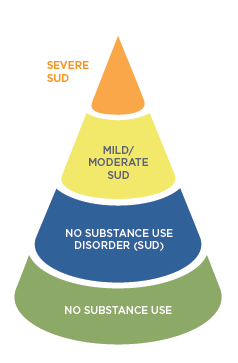 SEVERE
SUD
MILD/
MODERATE
SUD
NO SUBSTANCE USE
DISORDER (SUD)
NO SUBSTANCE USE